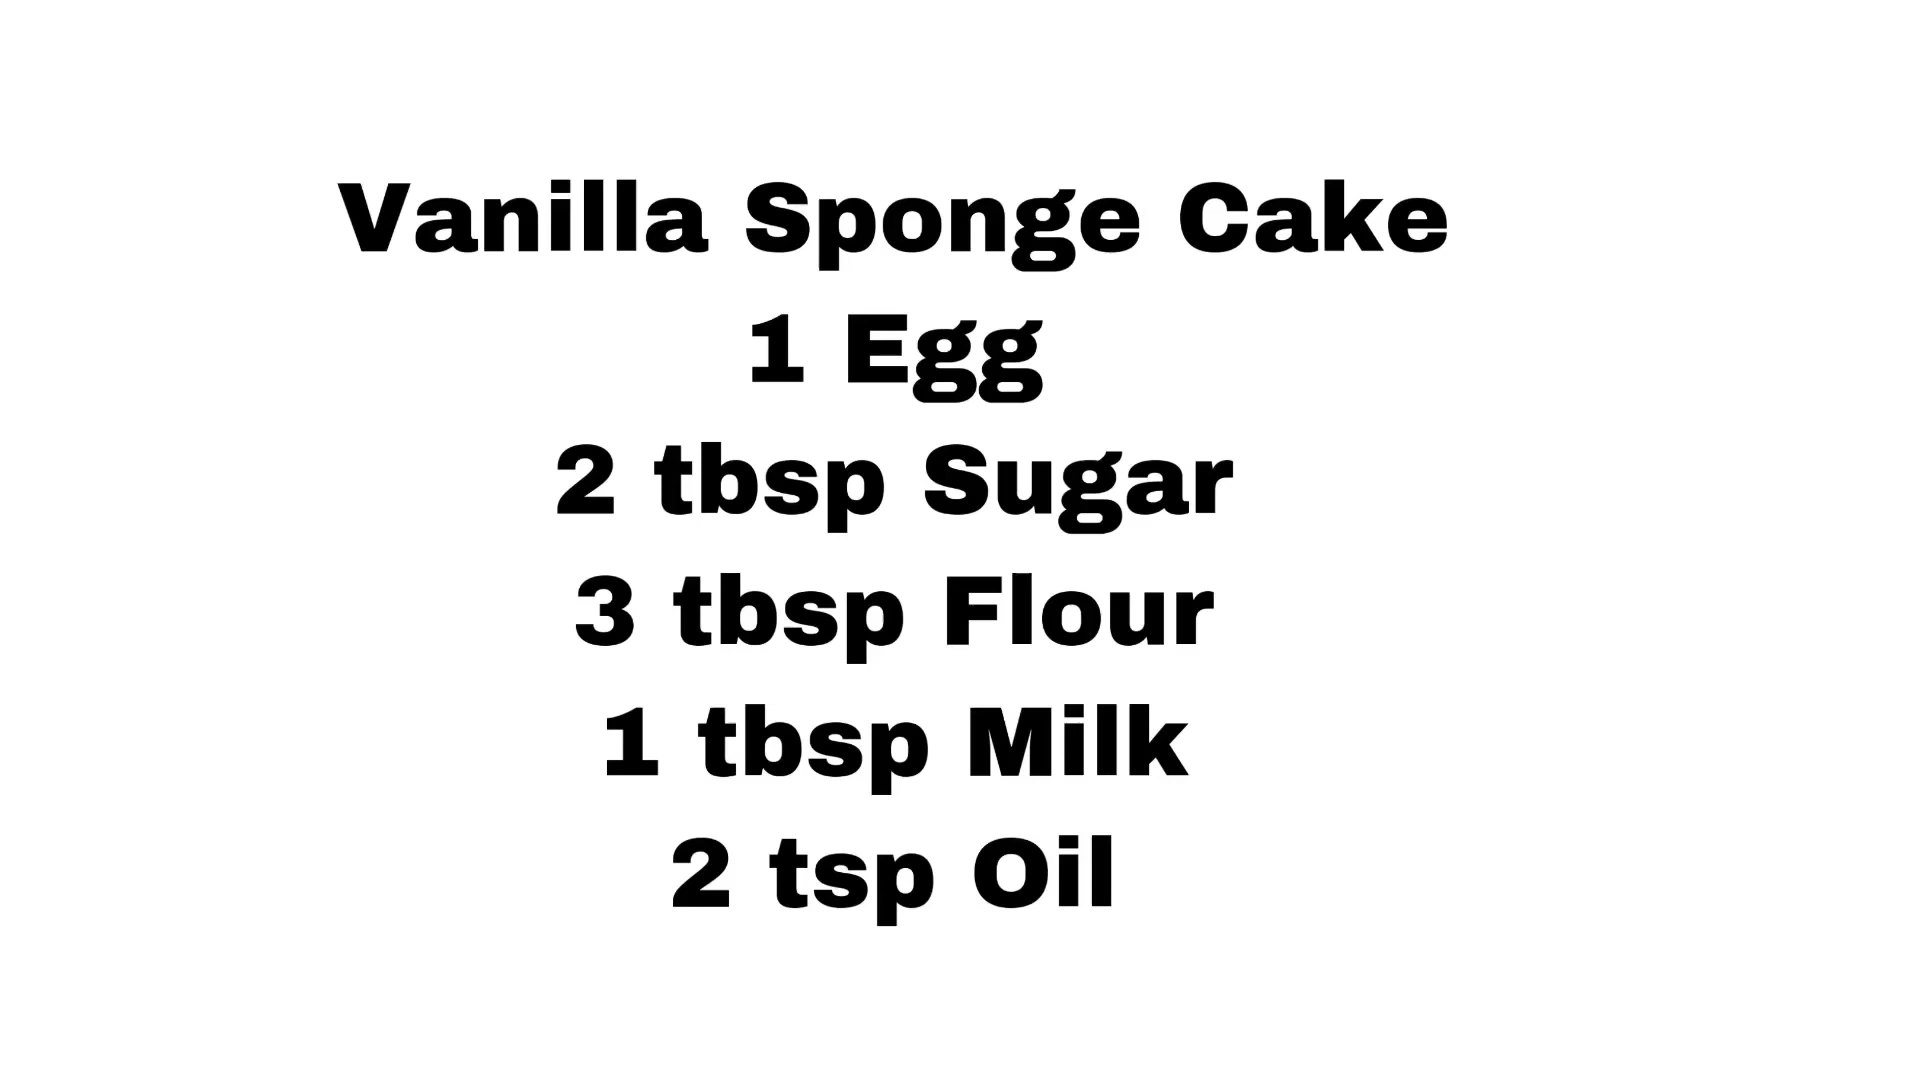 Vanilla Sponge Cake
1 Egg
2 tbsp Sugar
3 tbsp Flour
1 tbsp Milk
2 tsp Oil